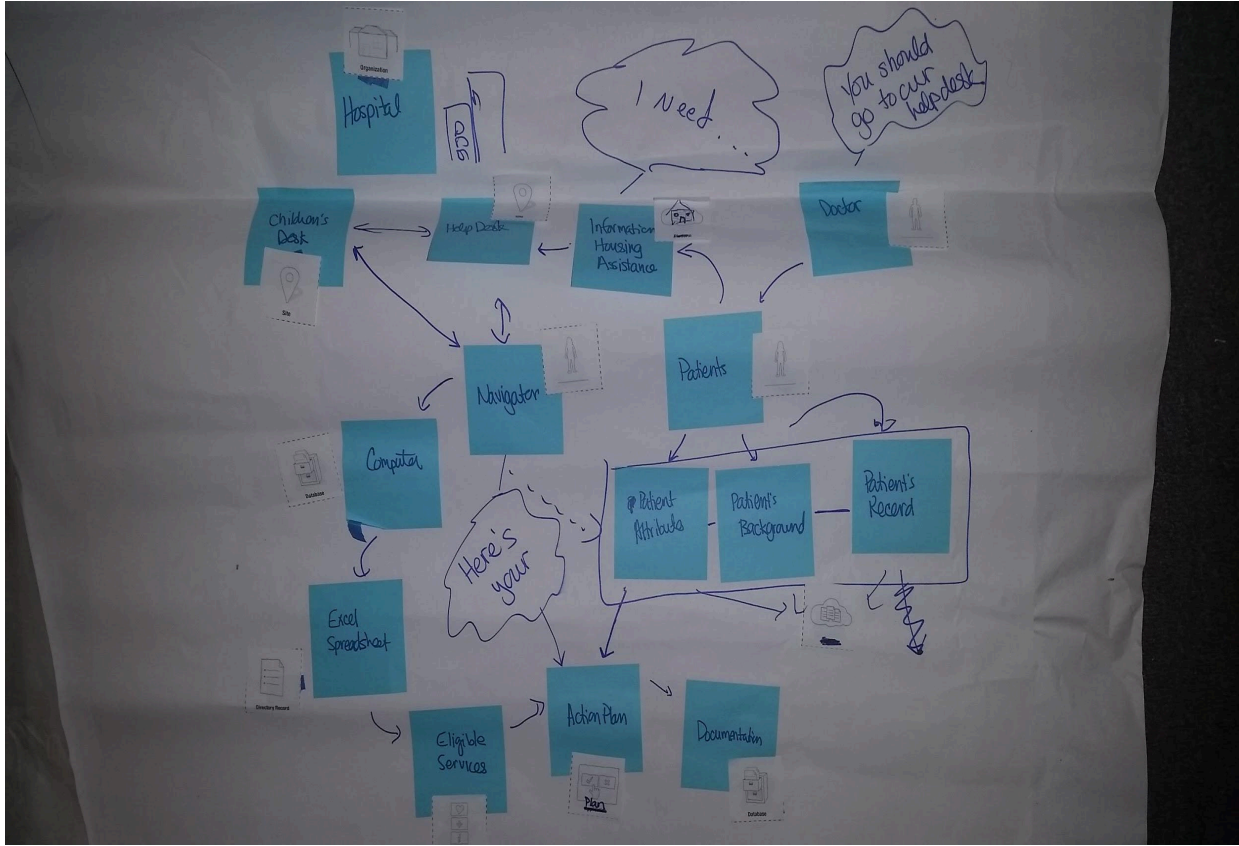 Organization
Hospital
I Need...
You should
go to our
helpdesk
Children's
Desk
Site
Help Desk
Information
Housing
Assistance
Doctor
Navigator
Patients
Computer
Database
Patient
Attribute
Patient's
Background
Patient's
Record
Here's
your
Excel
Spreadsheet
Directory Record
Eligible
Services
Action Plan
Plan
Documentation
Database